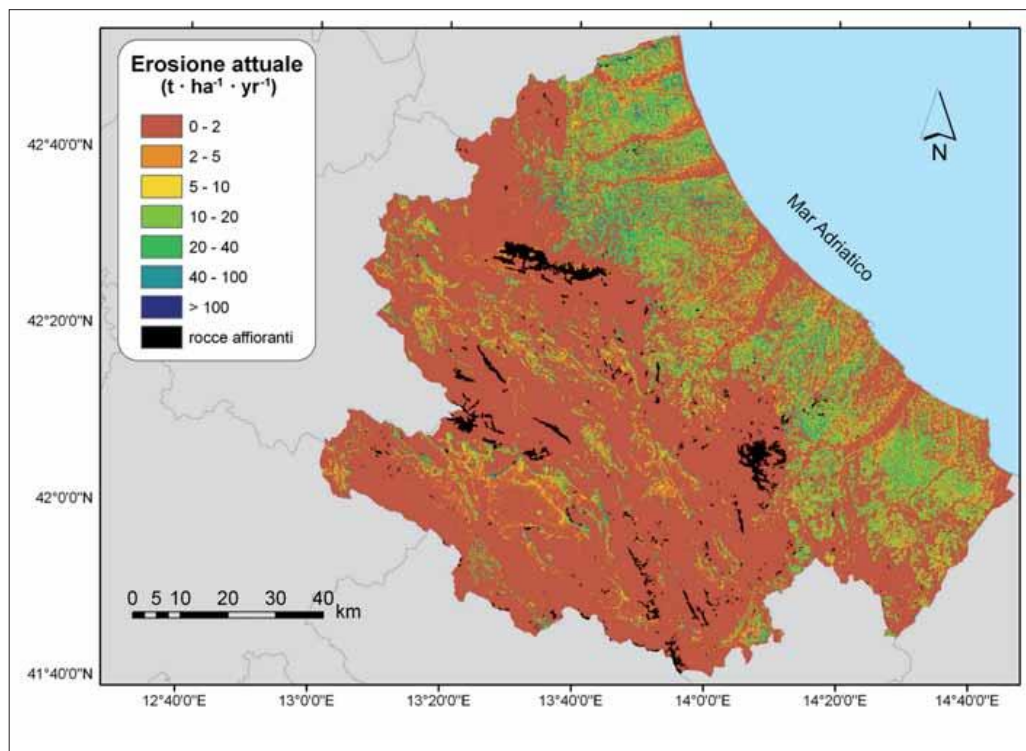 Erosione attuale
(t · ha⁻¹ · yr⁻¹)
0 - 2
2 - 5
5 - 10
10 - 20
20 - 40
40 - 100
> 100
rocce affioranti
N
Mar Adriatico
42°40'0"N
42°20'0"N
42°0'0"N
41°40'0"N
0 5 10 20 30 40
km
12°40'0"E 13°0'0"E 13°20'0"E 13°40'0"E 14°0'0"E 14°20'0"E 14°40'0"E